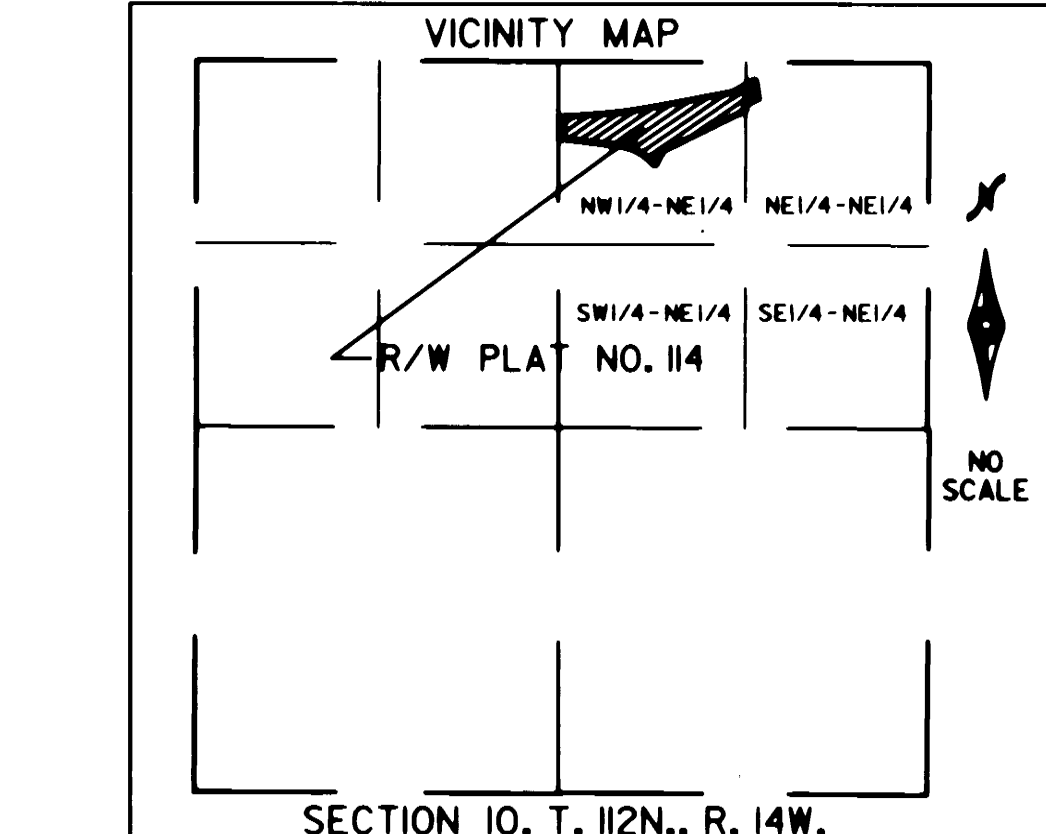 VICINITY MAP
N
NW1/4-NE1/4 NE1/4-NE1/4
SW1/4-NE1/4 SE1/4-NE1/4
R/W PLAT NO. 114
NO
SCALE
SECTION 10, T. 112N., R. 14W.